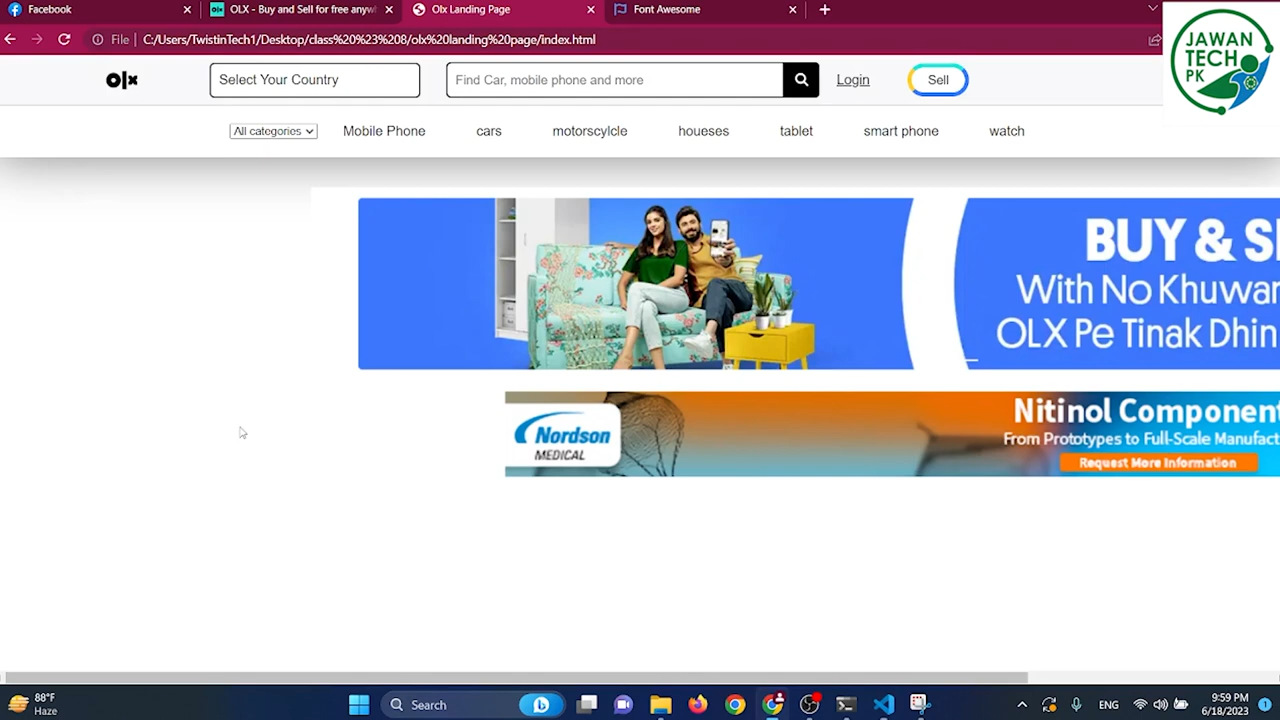 Facebook
OLX - Buy and Sell for free anyw
Olx Landing Page
Font Awesome
File
C:/Users/TwistinTech1/Desktop/class%20%23%208/olx%20landing%20page/index.html
JAWAN
TECH
PK
olx
Select Your Country
Find Car, mobile phone and more
Login
Sell
All categories
Mobile Phone
cars
motorscylcle
houeses
tablet
smart phone
watch
BUY & SE
With No Khuwar
OLX Pe Tinak Dhin
Nordson
MEDICAL
Nitinol Component
From Prototypes to Full-Scale Manufact
Request More Information
88°F
Haze
Search
ENG
9:59 PM
6/18/2023
1